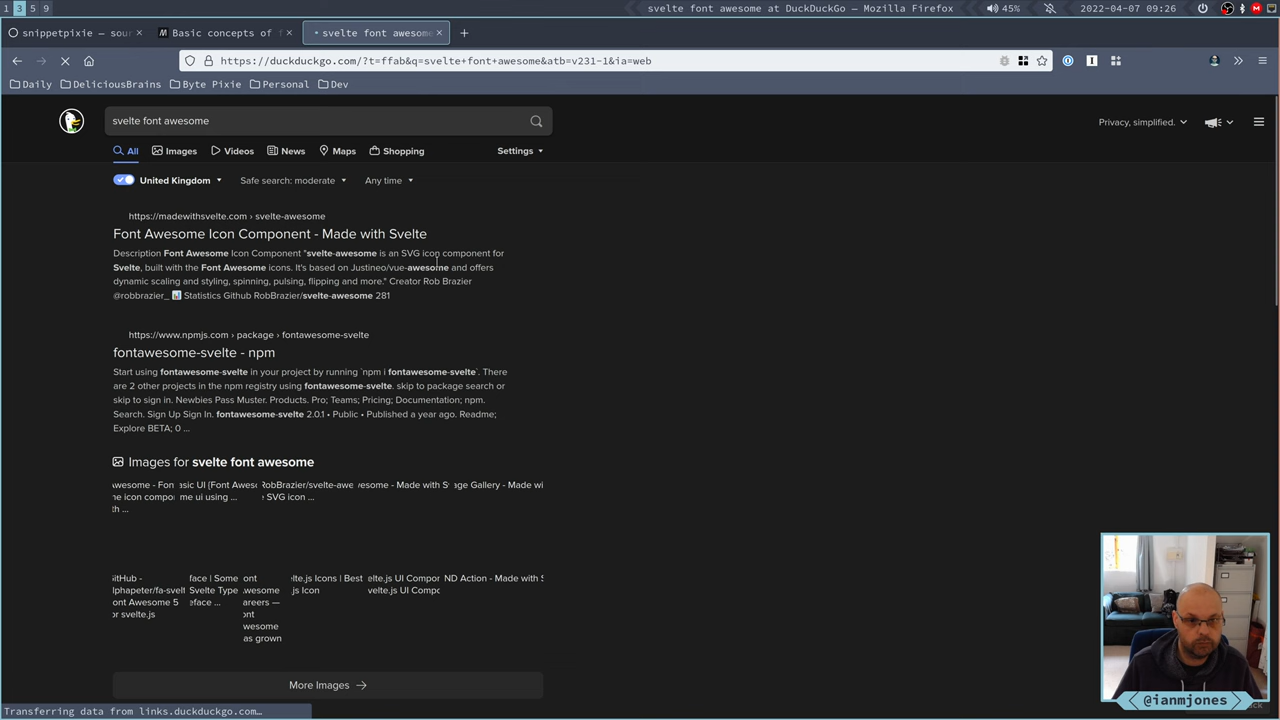 1 3 5 9
svelte font awesome at DuckDuckGo — Mozilla Firefox
45%
2022-04-07 09:26
snippetpixie — sour
Basic concepts of f
svelte font awesome
https://duckduckgo.com/?t=ffab&q=svelte+font+awesome&atb=v231-1&ia=web
Daily
DeliciousBrains
Byte Pixie
Personal
Dev
svelte font awesome
Privacy, simplified.
All
Images
Videos
News
Maps
Shopping
Settings
United Kingdom
Safe search: moderate
Any time
https://madewithsvelte.com › svelte-awesome
Font Awesome Icon Component - Made with Svelte
Description Font Awesome Icon Component "svelte-awesome is an SVG icon component for
Svelte, built with the Font Awesome icons. It's based on Justineo/vue-awesome and offers
dynamic scaling and styling, spinning, pulsing, flipping and more." Creator Rob Brazier
@robbrazier_ 📊 Statistics Github RobBrazier/svelte-awesome 281
https://www.npmjs.com › package › fontawesome-svelte
fontawesome-svelte - npm
Start using fontawesome-svelte in your project by running `npm i fontawesome-svelte`. There
are 2 other projects in the npm registry using fontawesome-svelte. skip to package search or
skip to sign in. Newbies Pass Muster. Products. Pro; Teams; Pricing; Documentation; npm.
Search. Sign Up Sign In. fontawesome-svelte 2.0.1 • Public • Published a year ago. Readme;
Explore BETA; 0 ...
Images for svelte font awesome
More Images →
Transferring data from links.duckduckgo.com…
@ianmjones